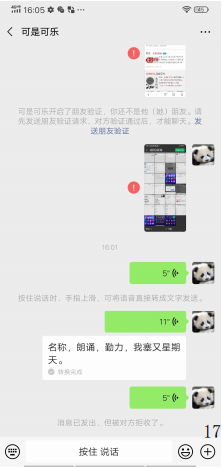 16:05
可是可乐
可是可乐开启了好友验证,你还不是他(她)朋友。请
先发送朋友验证请求,对方验证通过后,才能聊天。发
送朋友验证
16:01
5"
按住说话时,手指上滑,可将语音直接转成文字发送。
11"
名称,朗诵,勤力,我塞又星期
天。
转换完成
5"
消息已发出,但被对方拒收了。
17
按住 说话